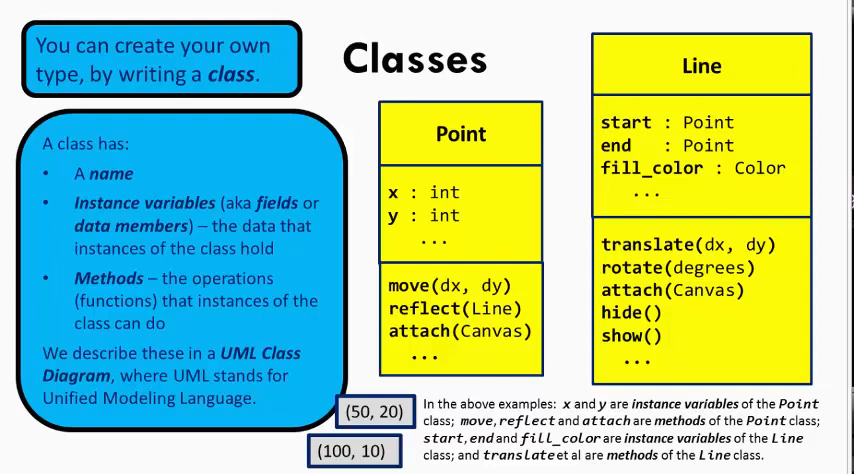 You can create your own
type, by writing a class.
Classes
A class has:
• A name
• Instance variables (aka fields or
data members) – the data that
instances of the class hold
• Methods – the operations
(functions) that instances of the
class can do
We describe these in a UML Class
Diagram, where UML stands for
Unified Modeling Language.
Point
x : int
y : int
...
move(dx, dy)
reflect(Line)
attach(Canvas)
...
Line
start : Point
end : Point
fill_color : Color
...
translate(dx, dy)
rotate(degrees)
attach(Canvas)
hide()
show()
...
(50, 20)
(100, 10)
In the above examples: x and y are instance variables of the Point
class; move, reflect and attach are methods of the Point class;
start, end and fill_color are instance variables of the Line
class; and translate et al are methods of the Line class.